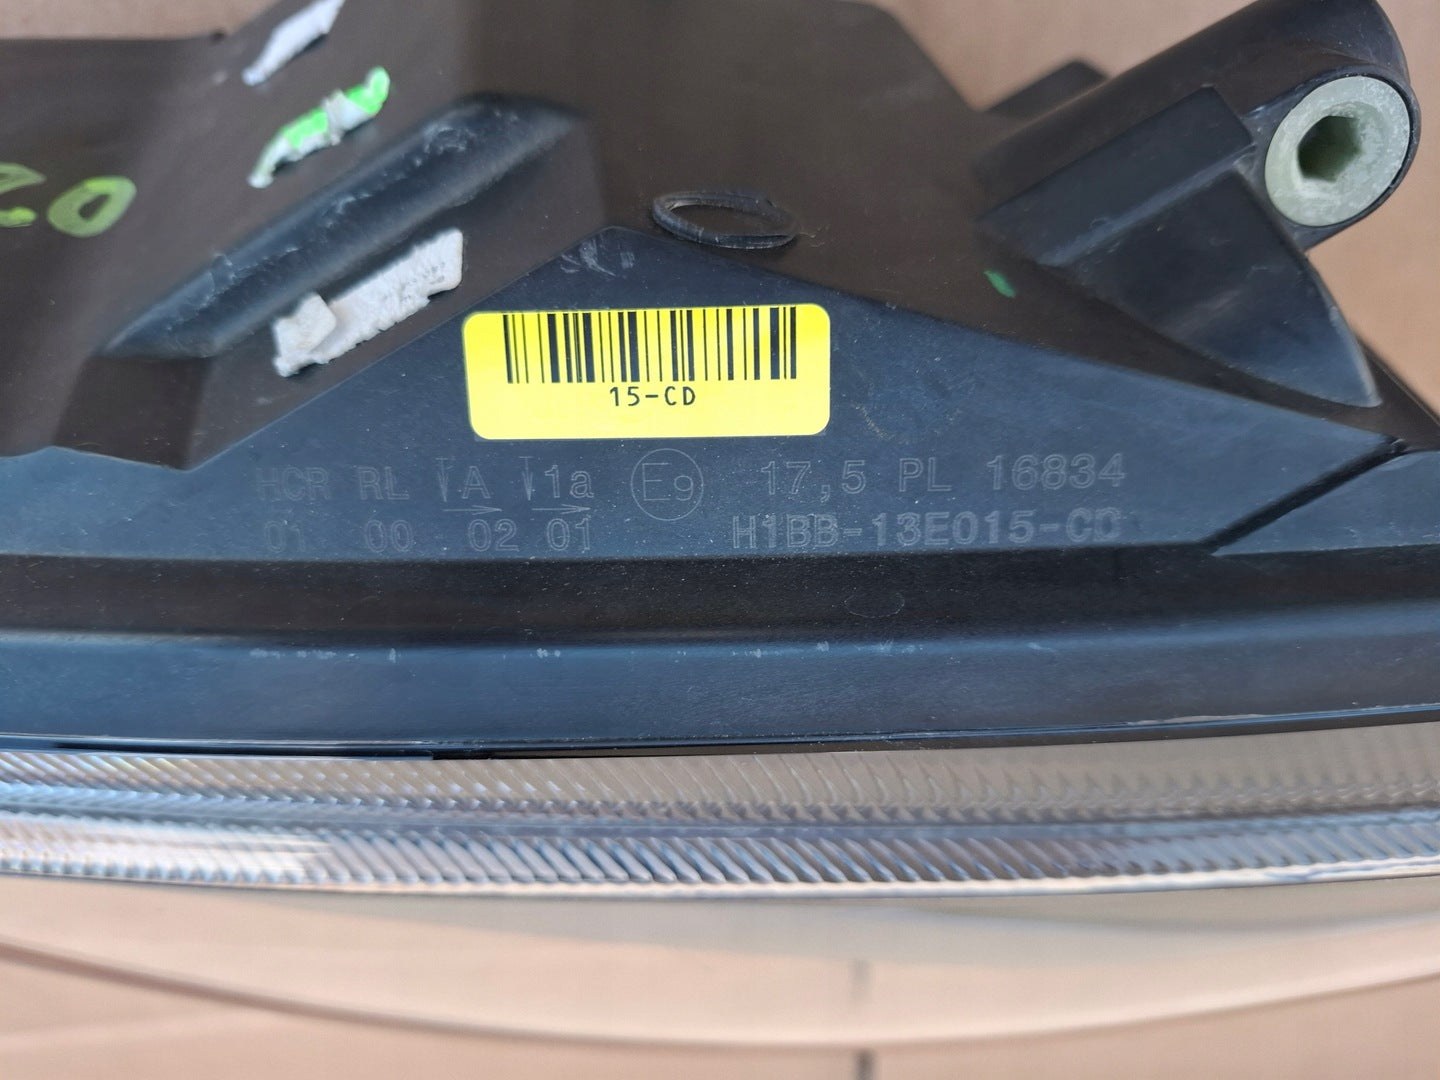 15-CD
HCR RL A 1a E9 17,5 PL 16834
01 00 02 01 H1BB-13E015-CD